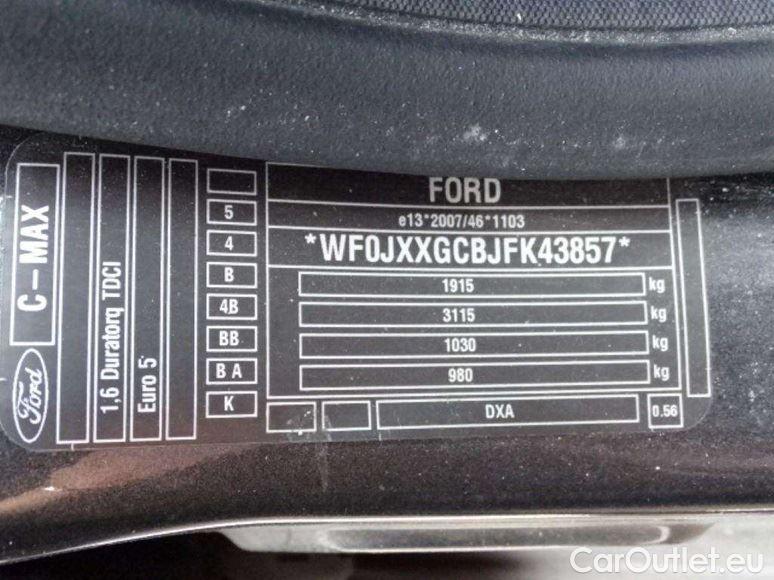 FORD
e13*2007/46*1103
*WF0JXXGCBJFK43857*
1915 kg
3115 kg
1030 kg
980 kg
DXA 0.56
5
4
B
4B
BB
B A
K
C-MAX
1,6 Duratorq TDCI
Euro 5
Ford
CarOutlet.eu